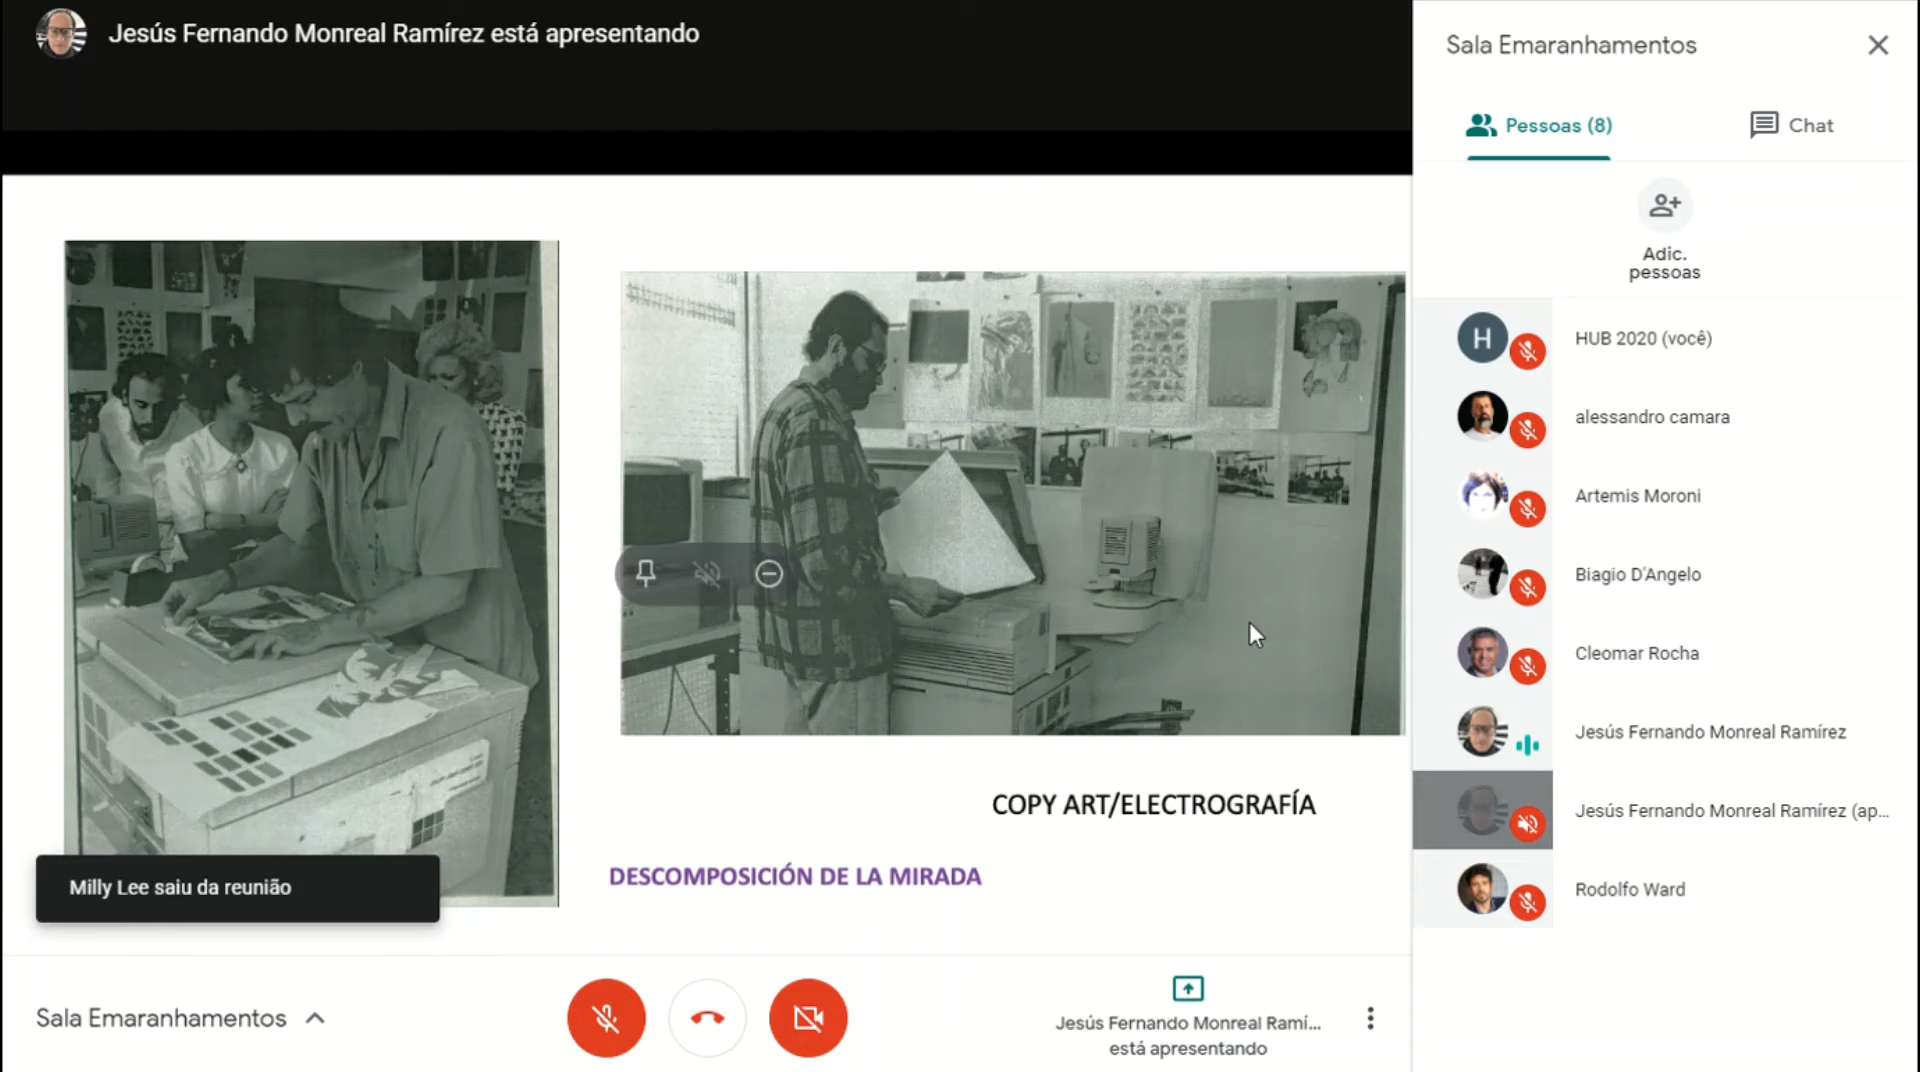 Jesús Fernando Monreal Ramírez está apresentando
Sala Emaranhamentos
Pessoas (8)
Chat
Adic.
pessoas
HUB 2020 (você)
H
alessandro camara
Artemis Moroni
Biagio D'Angelo
Cleomar Rocha
Jesús Fernando Monreal Ramírez
Jesús Fernando Monreal Ramírez (ap...
Rodolfo Ward
COPY ART/ELECTROGRAFÍA
DESCOMPOSICIÓN DE LA MIRADA
Milly Lee saiu da reunião
Sala Emaranhamentos
Jesús Fernando Monreal Ramí...
está apresentando